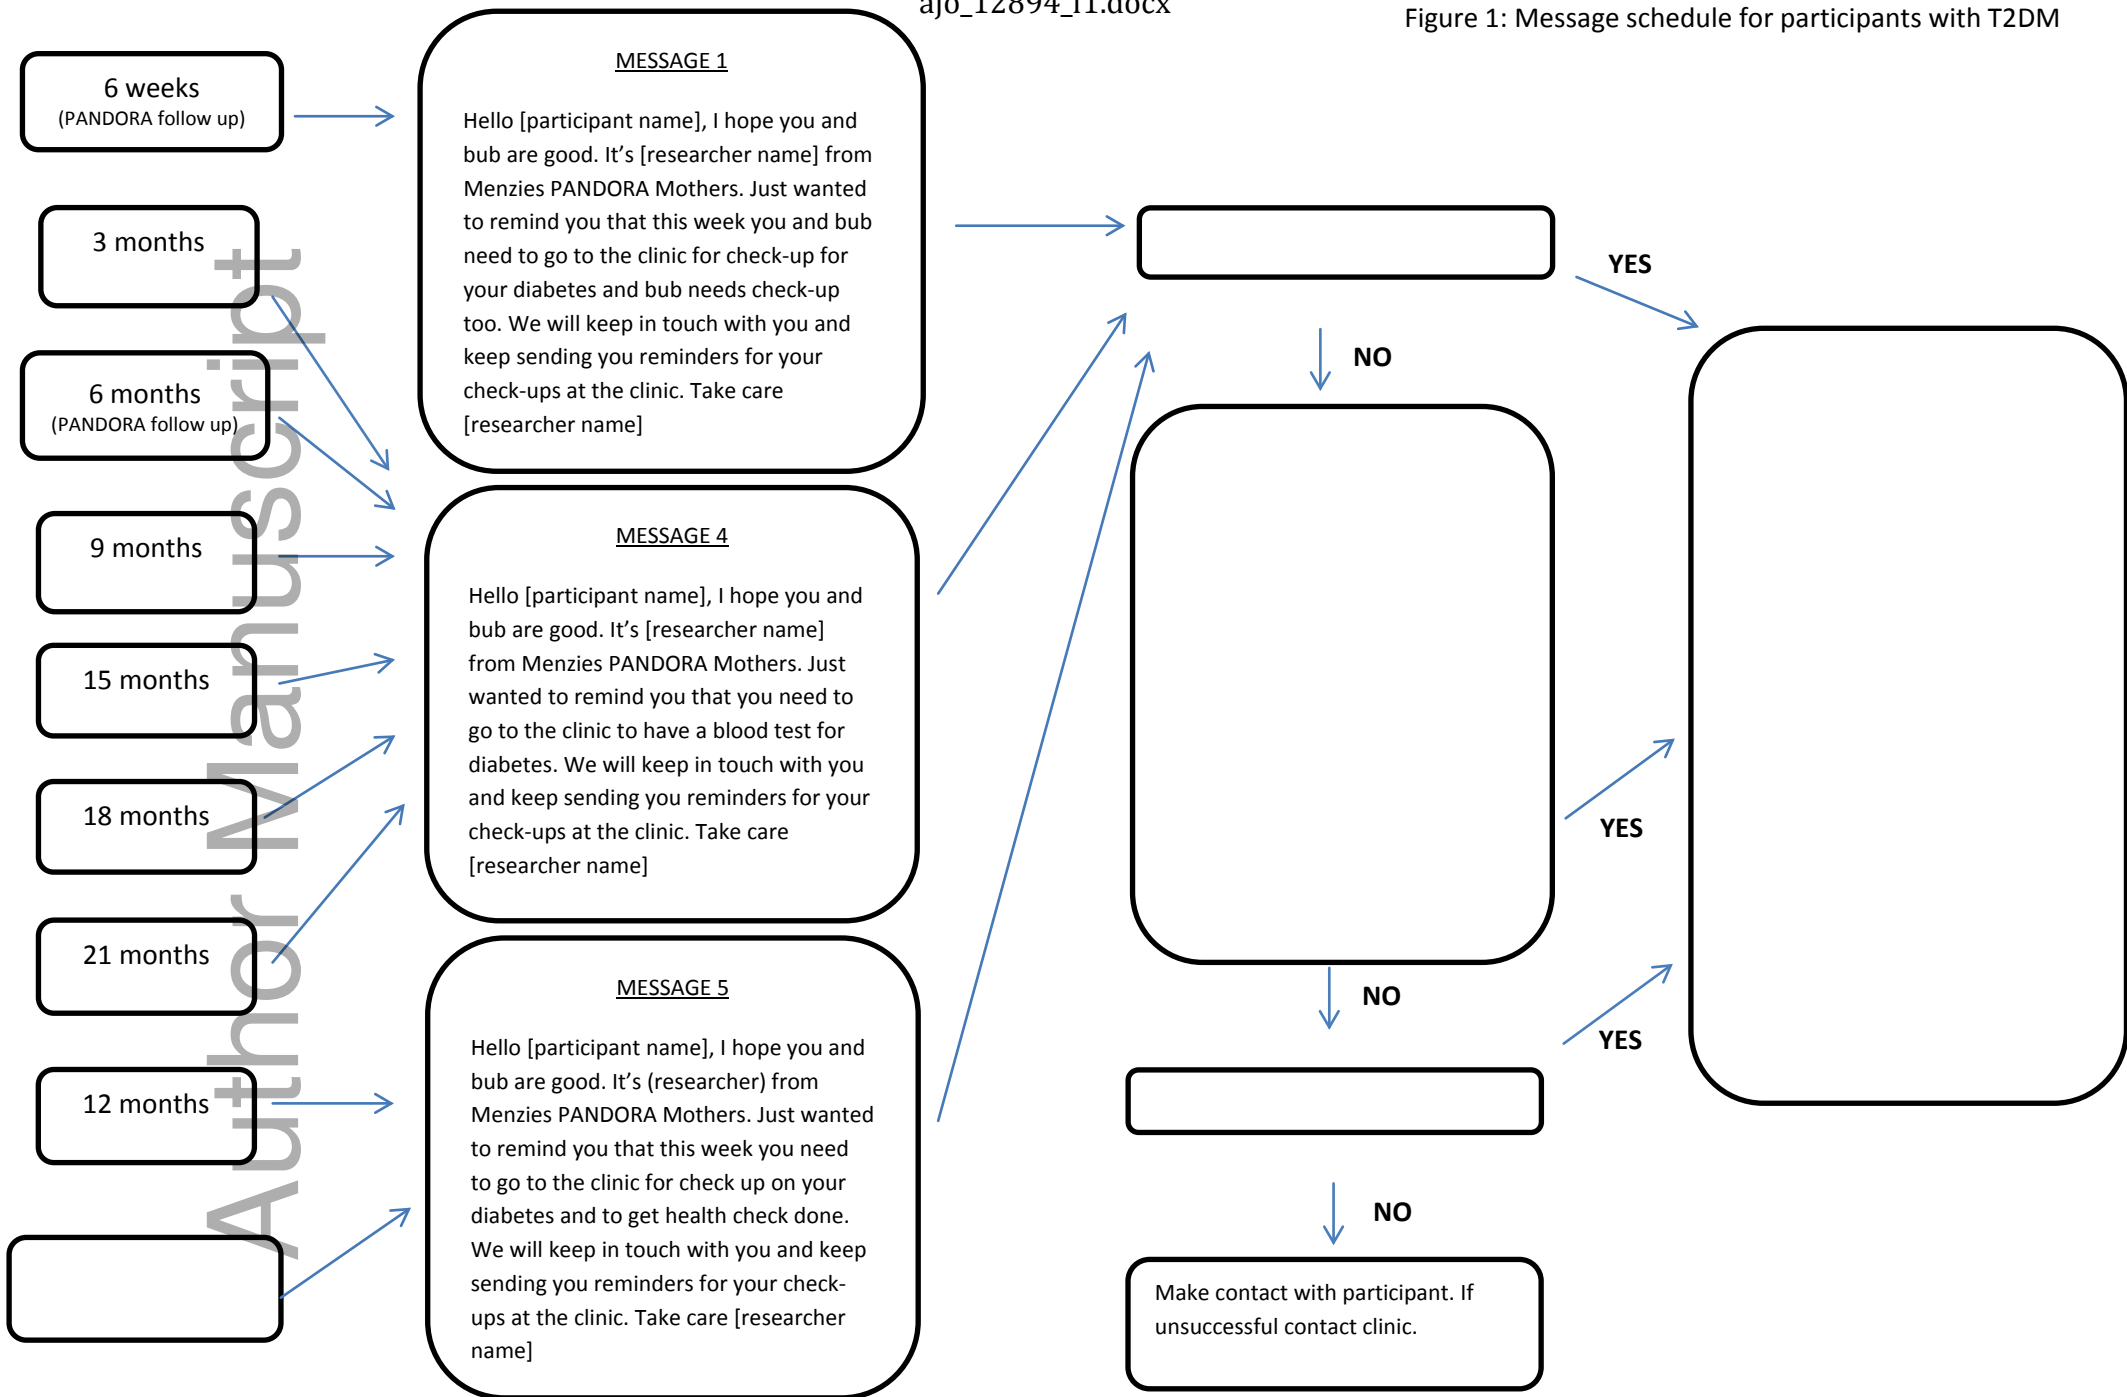 ajo_12894_f1.docx
Figure 1: Message schedule for participants with T2DM
6 weeks
(PANDORA follow up)
3 months
6 months
(PANDORA follow up)
9 months
15 months
18 months
21 months
12 months
Author Manuscript
MESSAGE 1
Hello [participant name], I hope you and
bub are good. It’s [researcher name] from
Menzies PANDORA Mothers. Just wanted
to remind you that this week you and bub
need to go to the clinic for check-up for
your diabetes and bub needs check-up
too. We will keep in touch with you and
keep sending you reminders for your
check-ups at the clinic. Take care
[researcher name]
MESSAGE 4
Hello [participant name], I hope you and
bub are good. It’s [researcher name]
from Menzies PANDORA Mothers. Just
wanted to remind you that you need to
go to the clinic to have a blood test for
diabetes. We will keep in touch with you
and keep sending you reminders for your
check-ups at the clinic. Take care
[researcher name]
MESSAGE 5
Hello [participant name], I hope you and
bub are good. It’s (researcher) from
Menzies PANDORA Mothers. Just wanted
to remind you that this week you need
to go to the clinic for check up on your
diabetes and to get health check done.
We will keep in touch with you and keep
sending you reminders for your check-
ups at the clinic. Take care [researcher
name]
YES
NO
YES
NO
YES
NO
Make contact with participant. If
unsuccessful contact clinic.